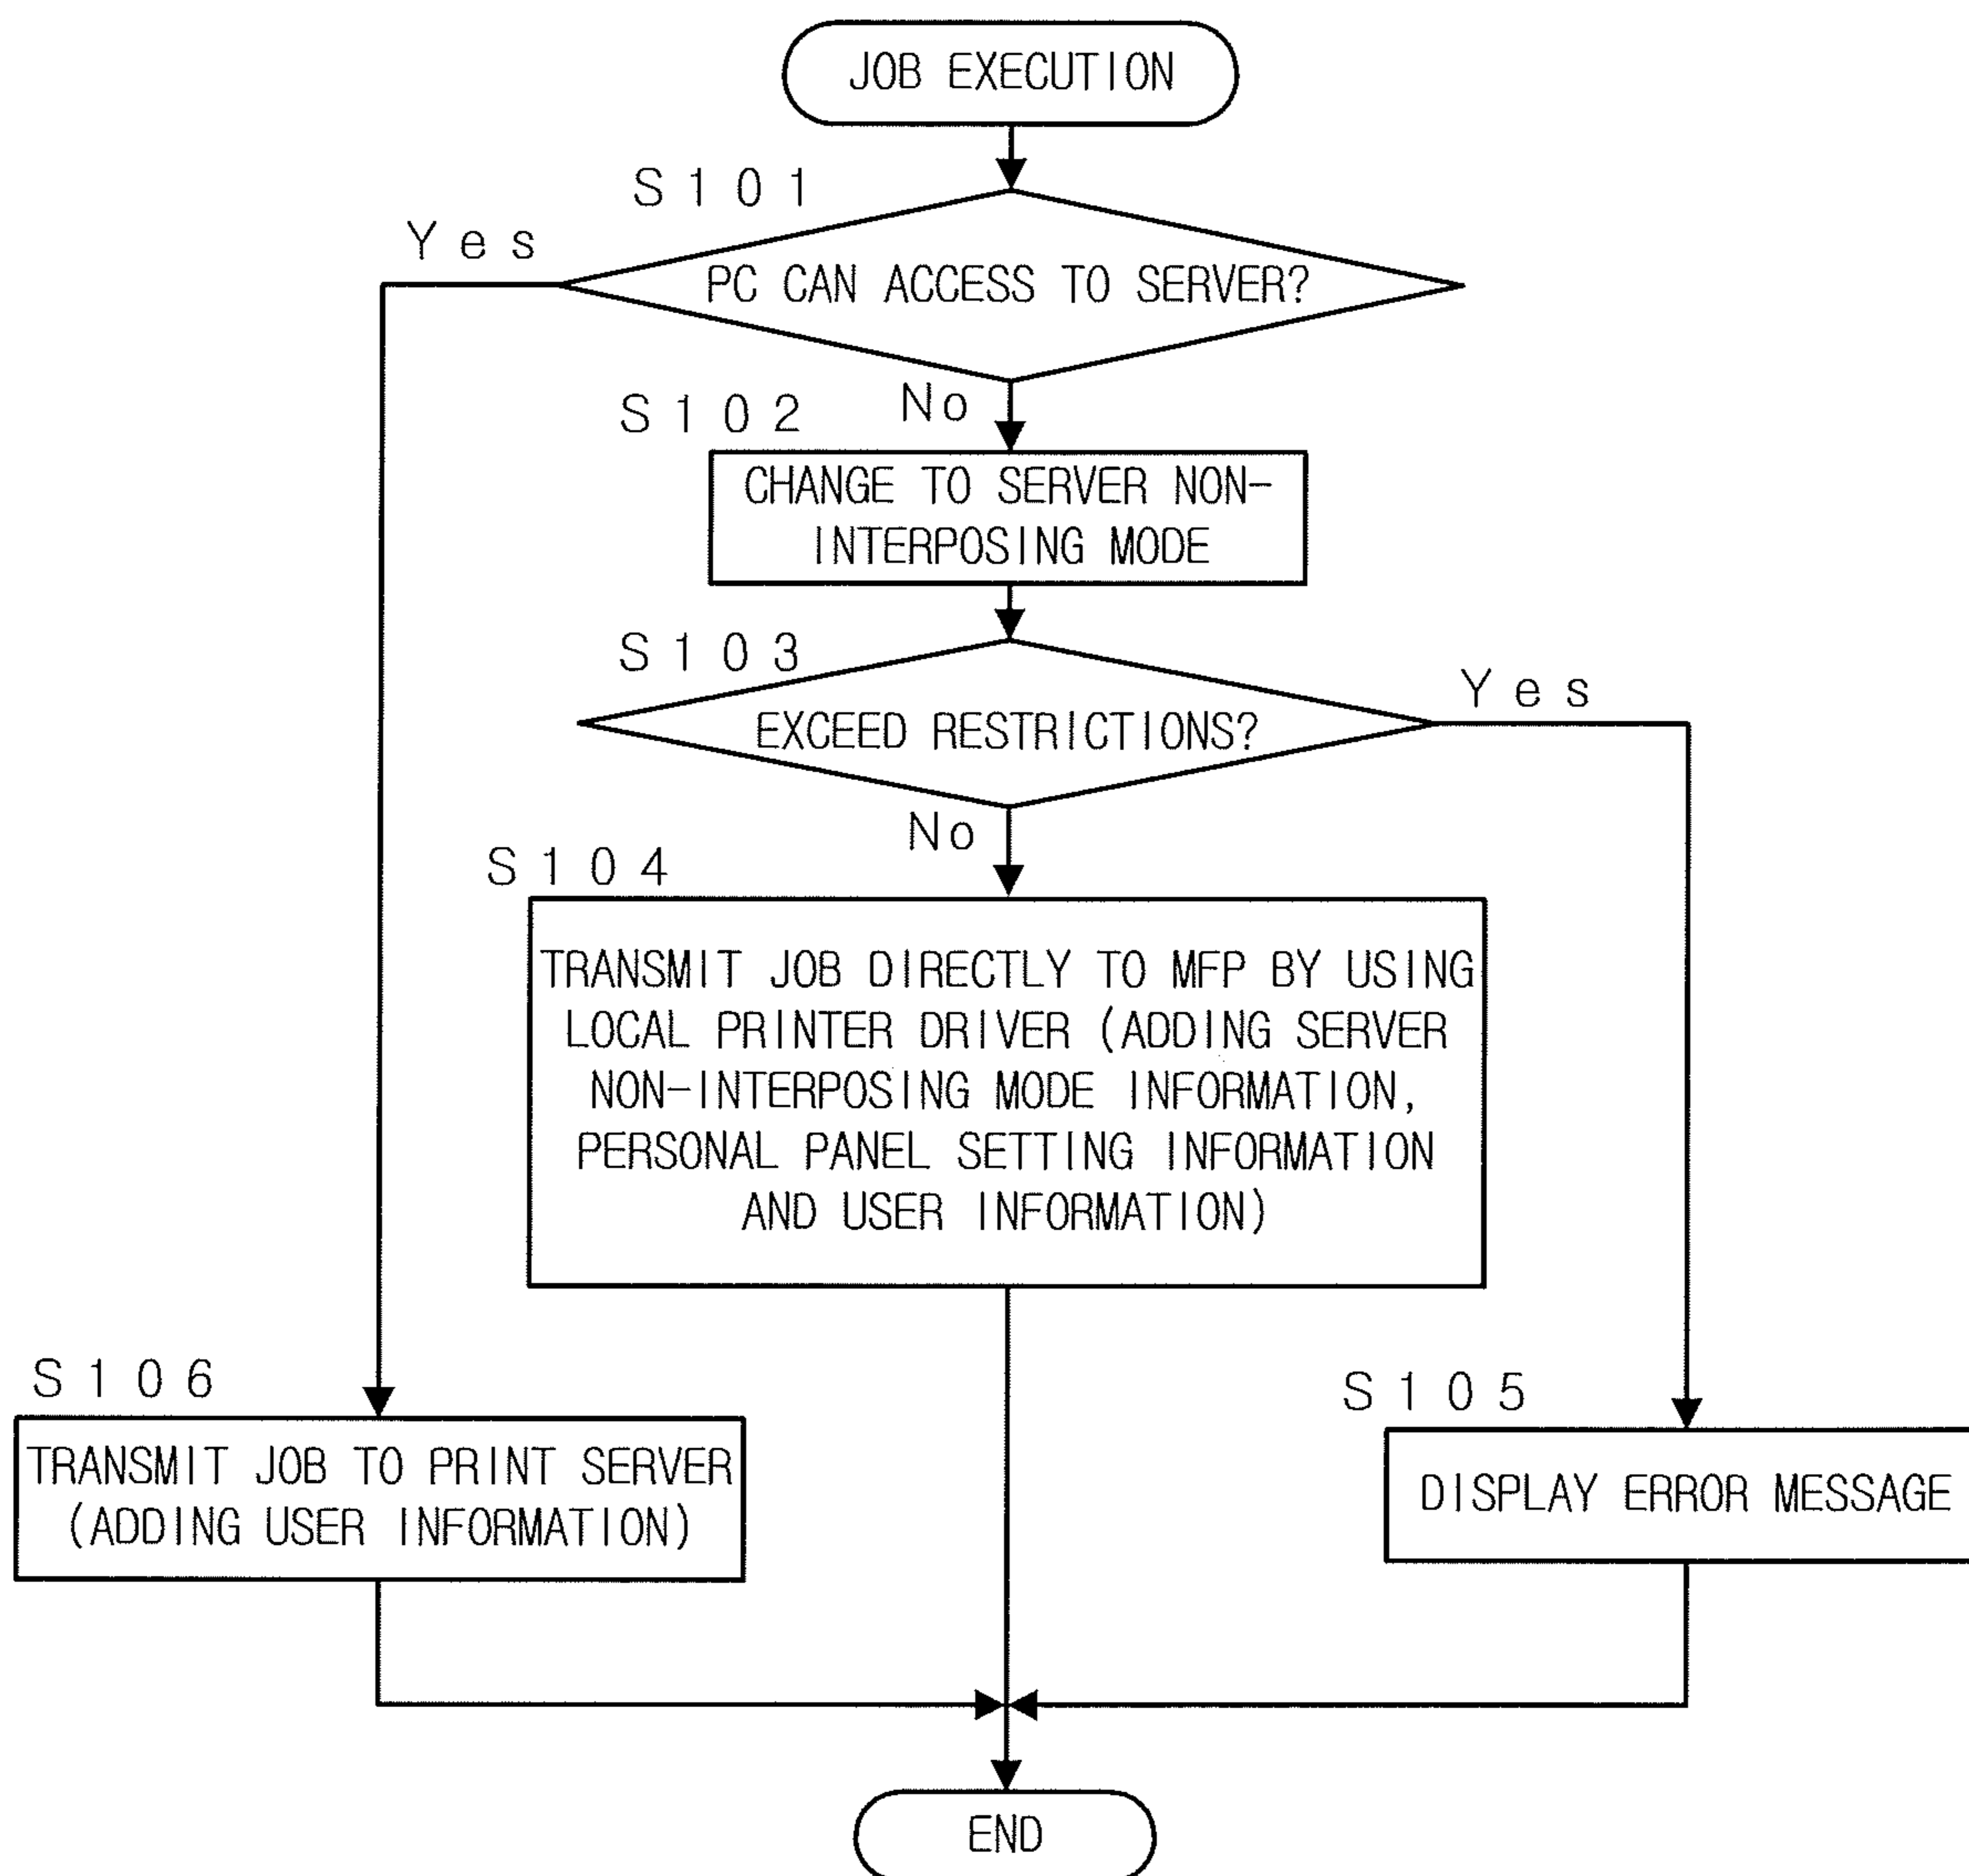 JOB EXECUTION
S101
Yes
PC CAN ACCESS TO SERVER?
No
S102
CHANGE TO SERVER NON-
INTERPOSING MODE
S103
Yes
EXCEED RESTRICTIONS?
No
S104
TRANSMIT JOB DIRECTLY TO MFP BY USING
LOCAL PRINTER DRIVER (ADDING SERVER
NON-INTERPOSING MODE INFORMATION,
PERSONAL PANEL SETTING INFORMATION
AND USER INFORMATION)
S106
TRANSMIT JOB TO PRINT SERVER
(ADDING USER INFORMATION)
S105
DISPLAY ERROR MESSAGE
END